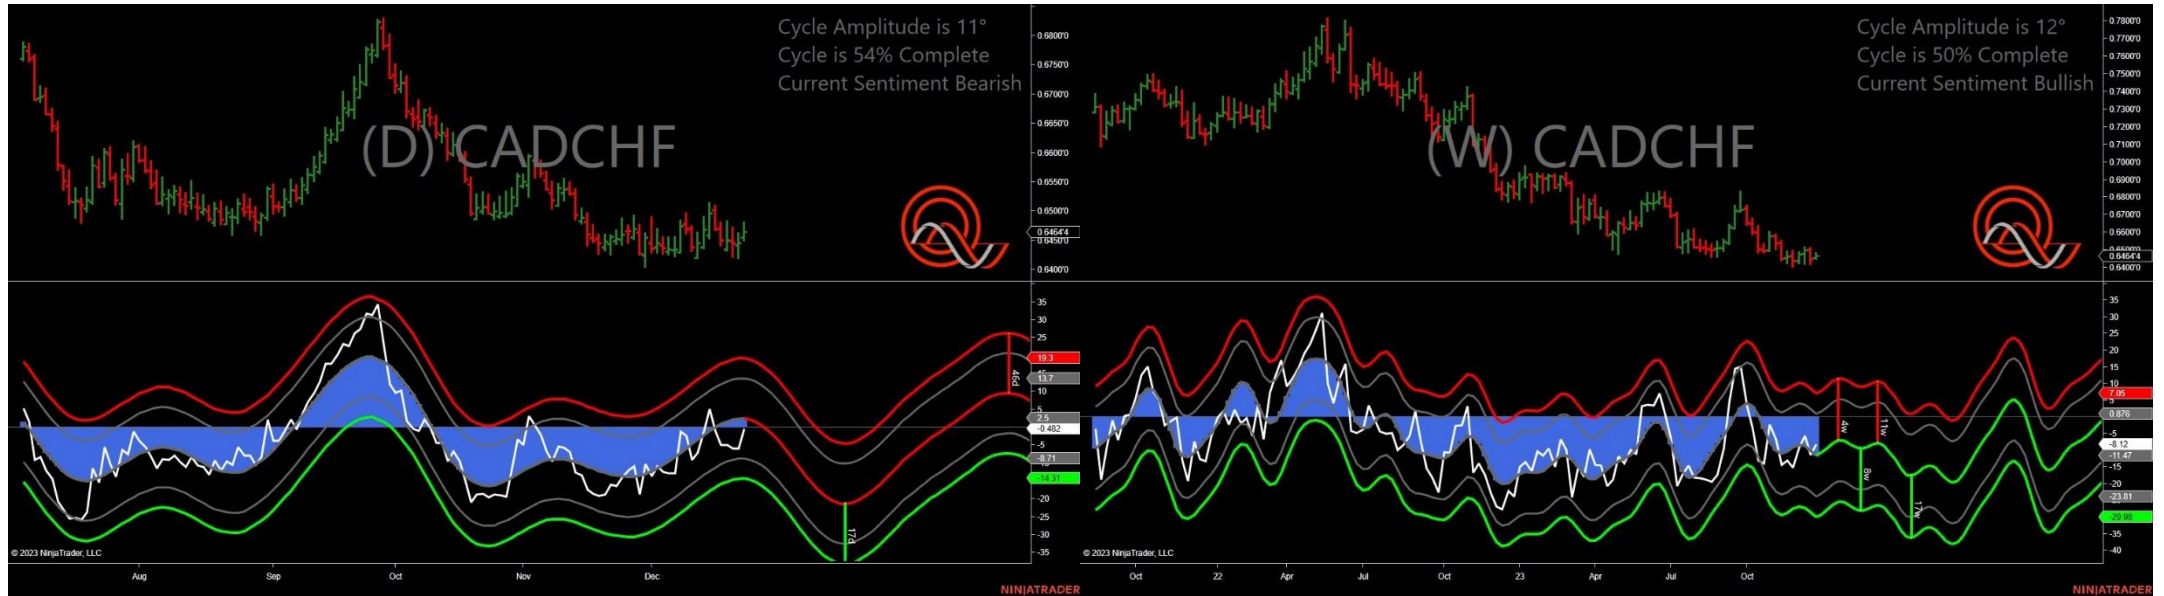 Cycle Amplitude is 11°
Cycle is 54% Complete
Current Sentiment Bearish
(D) CADCHF
0.6800'0
0.6750'0
0.6700'0
0.6650'0
0.6600'0
0.6550'0
0.6500'0
0.6464'4
0.6450'0
0.6400'0
35
30
25
19.3
13.7
10
5
2.5
-0.482
-5
-8.71
-14.31
-20
-25
-30
-35
46d
17d
© 2023 NinjaTrader, LLC
Aug
Sep
Oct
Nov
Dec
NINJATRADER
Cycle Amplitude is 12°
Cycle is 50% Complete
Current Sentiment Bullish
(W) CADCHF
0.7800'0
0.7700'0
0.7600'0
0.7500'0
0.7400'0
0.7300'0
0.7200'0
0.7100'0
0.7000'0
0.6900'0
0.6800'0
0.6700'0
0.6600'0
0.6464'4
0.6400'0
35
30
25
20
15
10
7.05
0.876
-5
-8.12
-11.47
-15
-20
-23.81
-29.98
-35
-40
4w
11w
8w
17w
© 2023 NinjaTrader, LLC
Oct
22
Apr
Jul
Oct
23
Apr
Jul
Oct
NINJATRADER